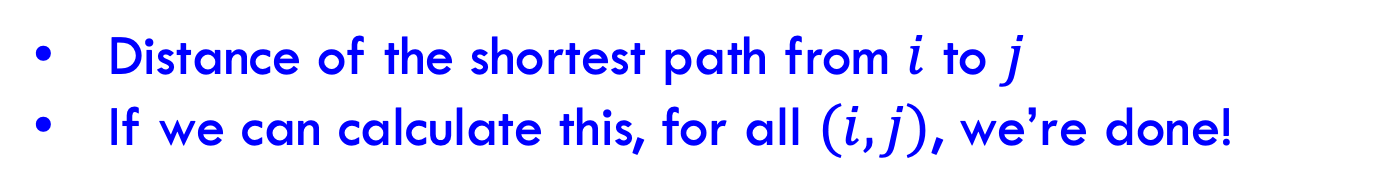 • Distance of the shortest path from i to j
• If we can calculate this, for all (i, j), we’re done!